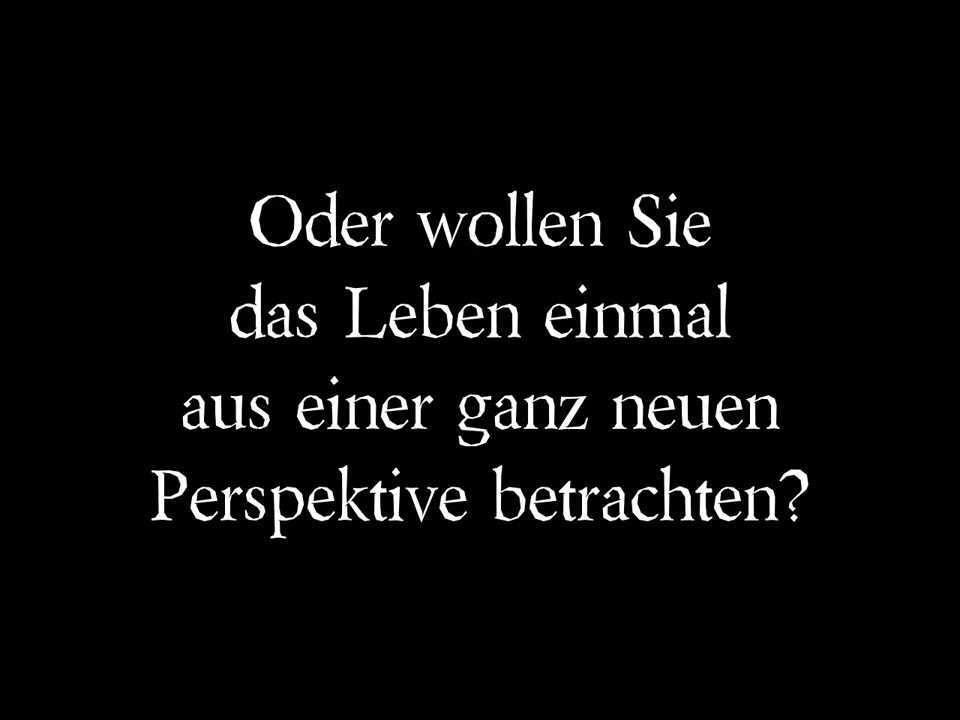 Oder wollen Sie
das Leben einmal
aus einer ganz neuen
Perspektive betrachten?